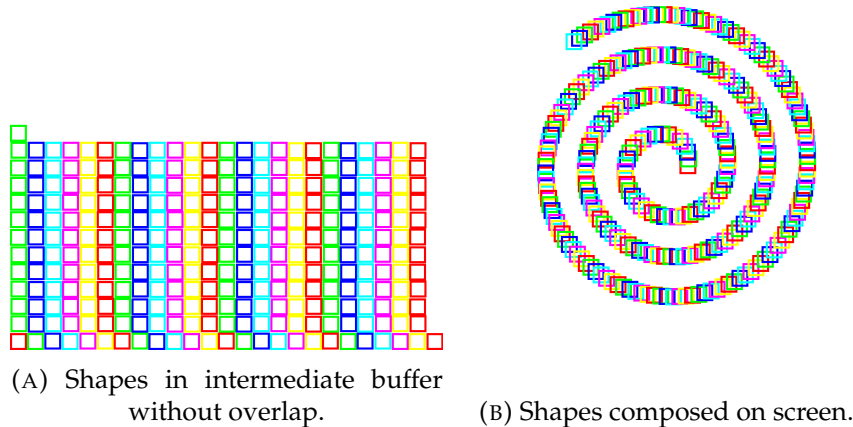 (A) Shapes in intermediate buffer
without overlap.
(B) Shapes composed on screen.